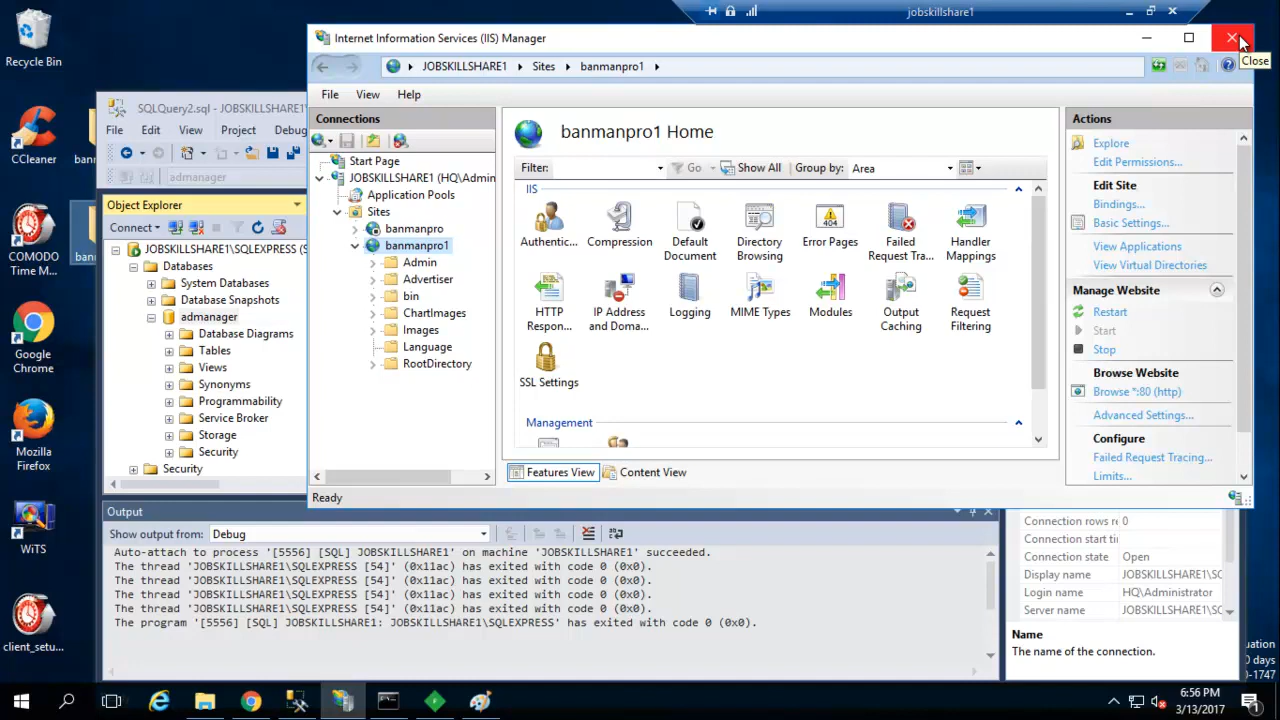 jobskillshare1
Recycle Bin
CCleaner
COMODO
Time M...
Google
Chrome
Mozilla
Firefox
WiTS
client_setu...
SQLQuery2.sql - JOBSKILLSHARE1
File Edit View Project Debug
admanager
Object Explorer
Connect
JOBSKILLSHARE1\SQLEXPRESS (S
Databases
System Databases
Database Snapshots
admanager
Database Diagrams
Tables
Views
Synonyms
Programmability
Service Broker
Storage
Security
Security
Internet Information Services (IIS) Manager
Close
JOBSKILLSHARE1 Sites banmanpro1
File View Help
Connections
Start Page
JOBSKILLSHARE1 (HQ\Admin
Application Pools
Sites
banmanpro
banmanpro1
Admin
Advertiser
bin
ChartImages
Images
Language
RootDirectory
banmanpro1 Home
Filter: Go Show All Group by: Area
IIS
Authentic... Compression Default Document Directory Browsing Error Pages 404 Failed Request Tra... Handler Mappings
HTTP Respon... IP Address and Doma... Logging MIME Types Modules Output Caching Request Filtering
SSL Settings
Management
Features View Content View
Actions
Explore
Edit Permissions...
Edit Site
Bindings...
Basic Settings...
View Applications
View Virtual Directories
Manage Website
Restart
Start
Stop
Browse Website
Browse *:80 (http)
Advanced Settings...
Configure
Failed Request Tracing...
Limits...
Ready
Output
Show output from: Debug
Auto-attach to process '[5556] [SQL] JOBSKILLSHARE1' on machine 'JOBSKILLSHARE1' succeeded.
The thread 'JOBSKILLSHARE1\SQLEXPRESS [54]' (0x11ac) has exited with code 0 (0x0).
The thread 'JOBSKILLSHARE1\SQLEXPRESS [54]' (0x11ac) has exited with code 0 (0x0).
The thread 'JOBSKILLSHARE1\SQLEXPRESS [54]' (0x11ac) has exited with code 0 (0x0).
The thread 'JOBSKILLSHARE1\SQLEXPRESS [54]' (0x11ac) has exited with code 0 (0x0).
The program '[5556] [SQL] JOBSKILLSHARE1: JOBSKILLSHARE1\SQLEXPRESS' has exited with code 0 (0x0).
Connection rows r 0
Connection start ti
Connection state Open
Display name JOBSKILLSHARE1\SC
Login name HQ\Administrator
Server name JOBSKILLSHARE1\SC
Name
The name of the connection.
uation
0 days
0-1747
6:56 PM
3/13/2017
1